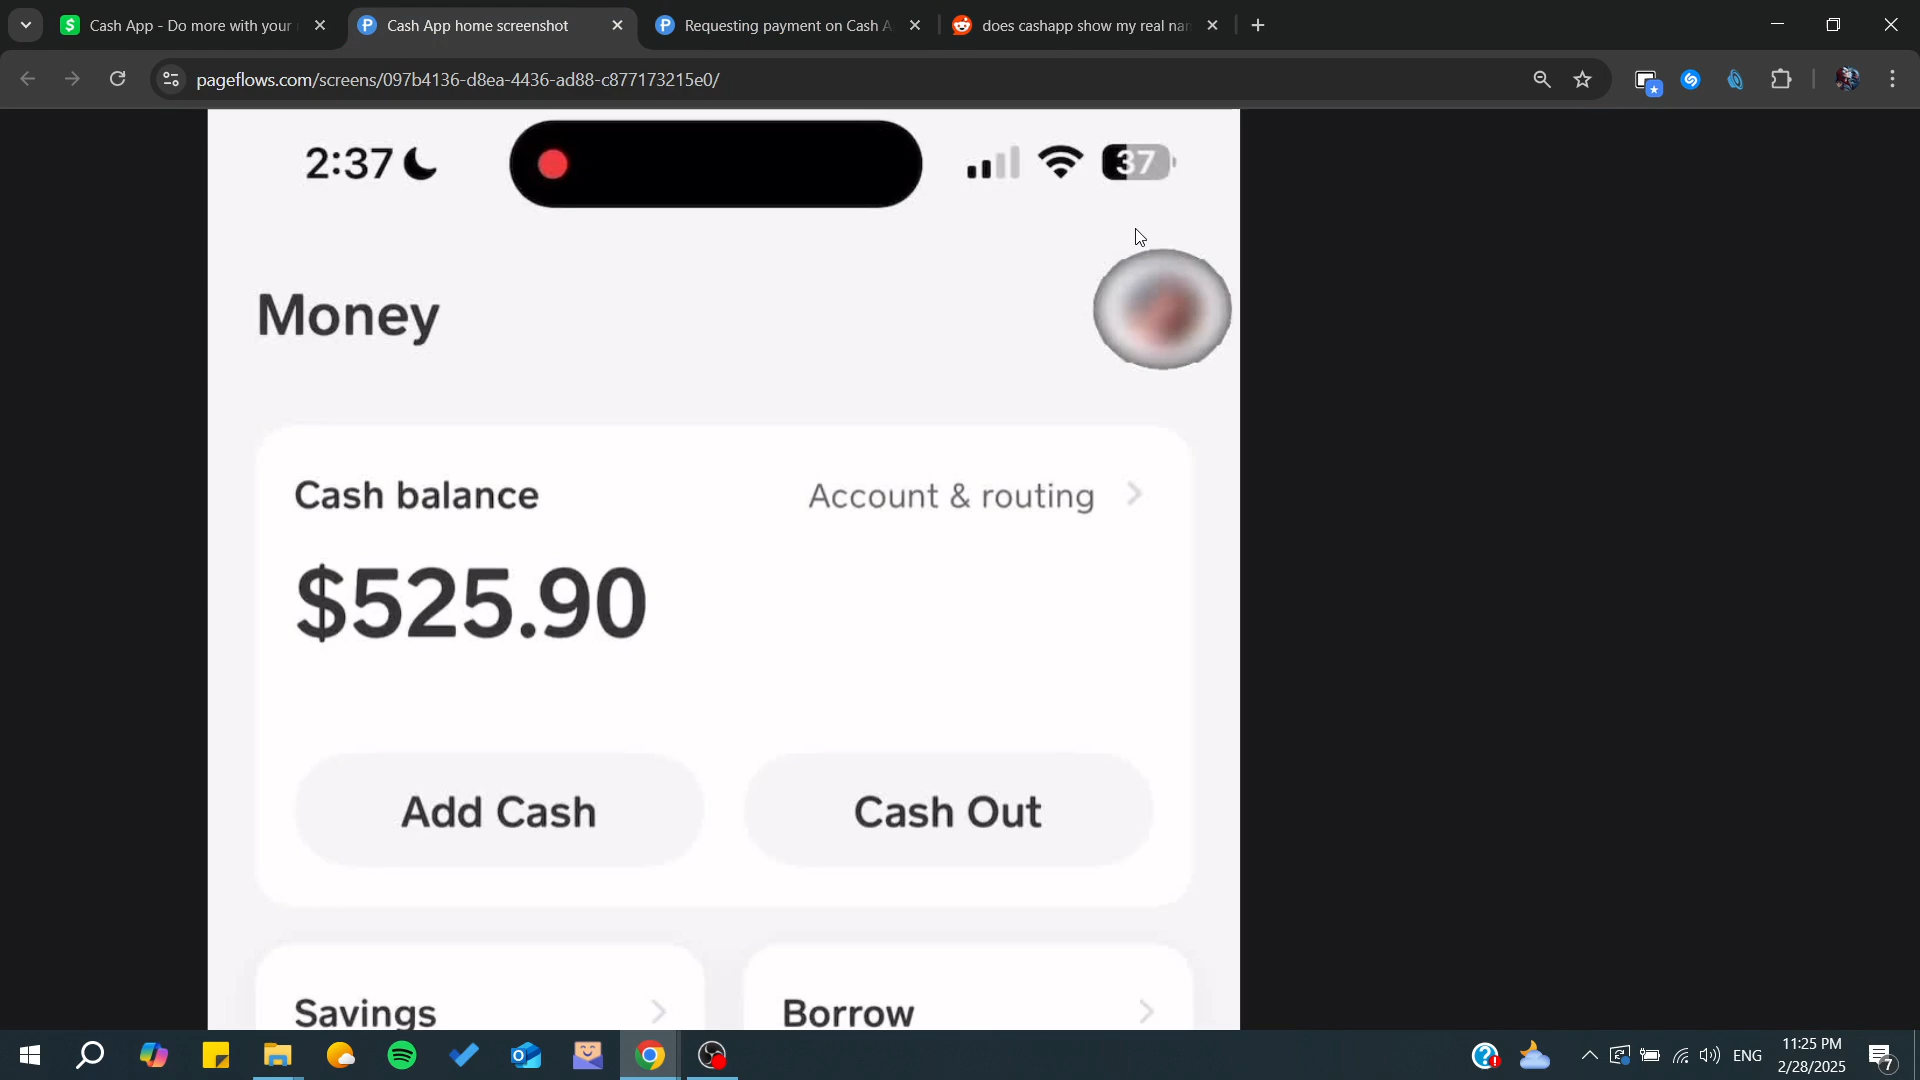 Cash App - Do more with your
Cash App home screenshot
Requesting payment on Cash A
does cashapp show my real nan
pageflows.com/screens/097b4136-d8ea-4436-ad88-c877173215e0/
2:37
37
Money
Cash balance
Account & routing
$525.90
Add Cash
Cash Out
Savings
Borrow
ENG
11:25 PM
2/28/2025
7